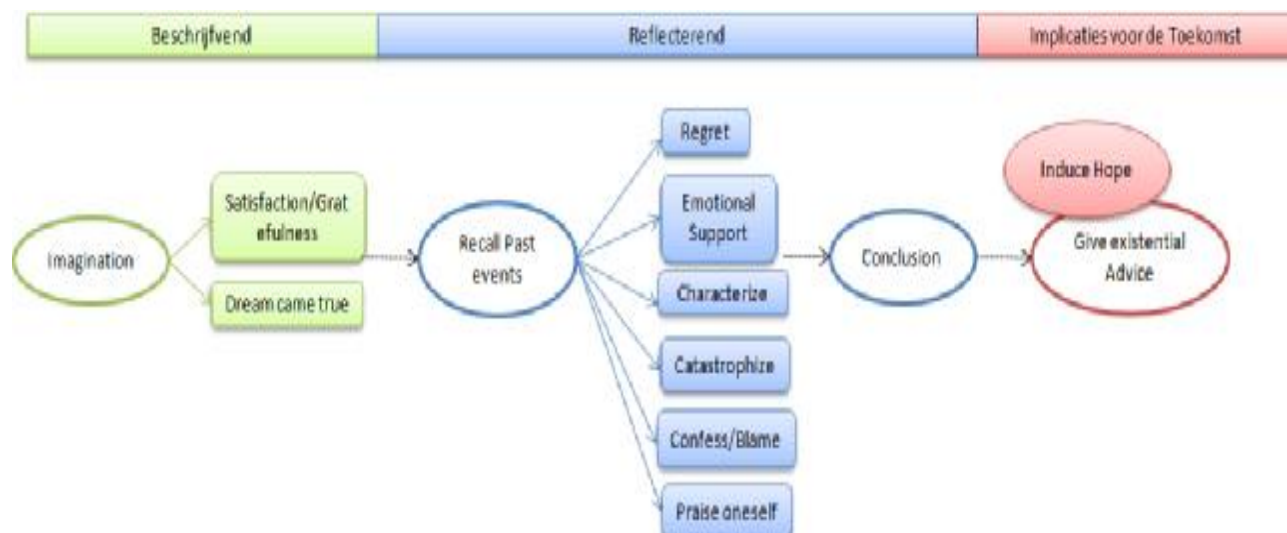 Beschrijfvend
Reflecterend
Implicaties voor de Toekomst
Imagination
Satisfaction/Grat
efulness
Dream came true
Recall Past
events
Regret
Emotional
Support
Characterize
Catastrophize
Confess/Blame
Praise oneself
Conclusion
Induce Hope
Give existential
Advice